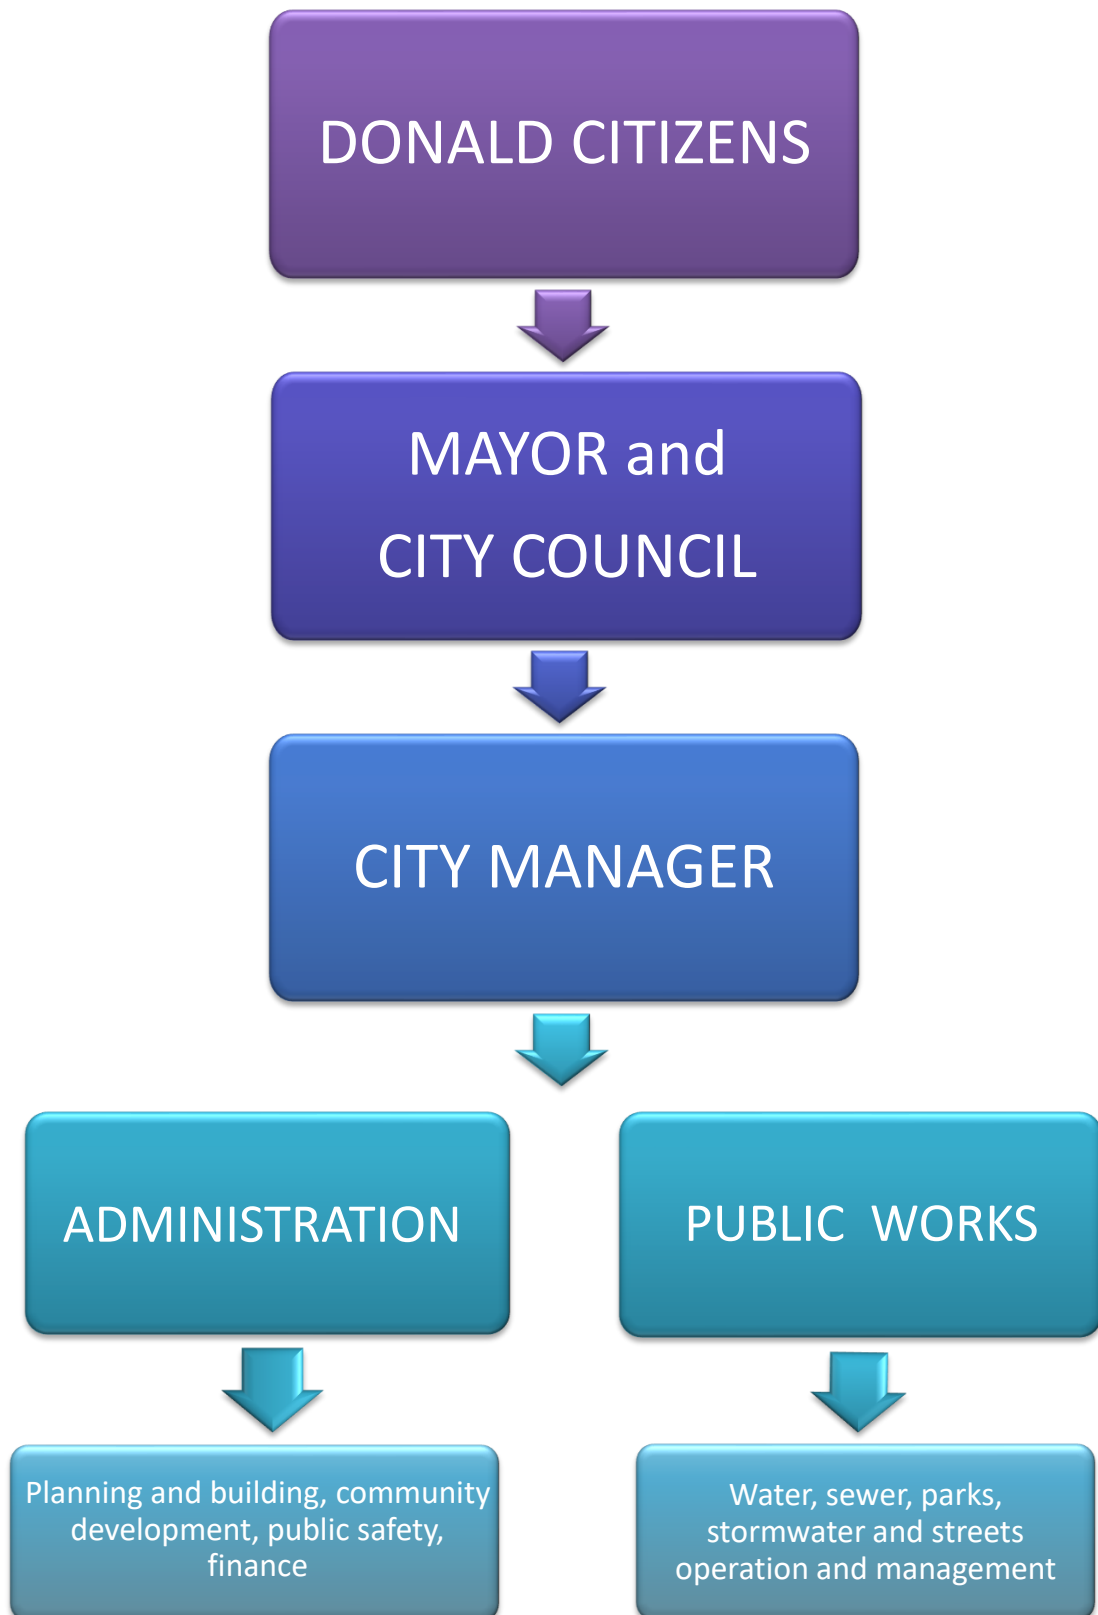 DONALD CITIZENS
MAYOR and
CITY COUNCIL
CITY MANAGER
ADMINISTRATION
PUBLIC WORKS
Planning and building, community
development, public safety,
finance
Water, sewer, parks,
stormwater and streets
operation and management